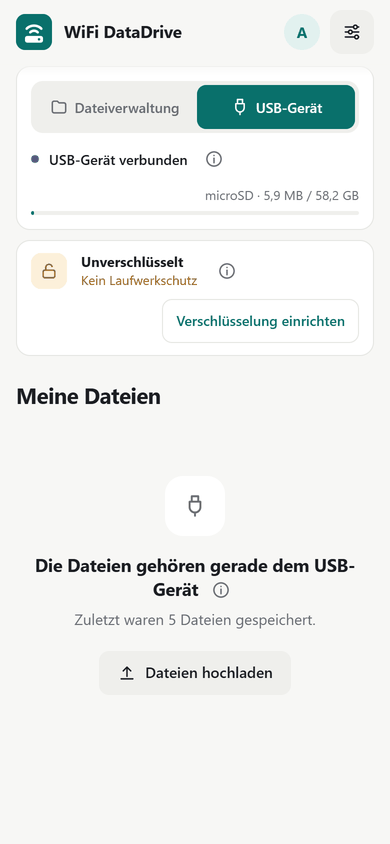 WiFi DataDrive
A
Dateiverwaltung
USB-Gerät
USB-Gerät verbunden
microSD · 5,9 MB / 58,2 GB
Unverschlüsselt
Kein Laufwerkschutz
Verschlüsselung einrichten
Meine Dateien
Die Dateien gehören gerade dem USB-
Gerät
Zuletzt waren 5 Dateien gespeichert.
Dateien hochladen